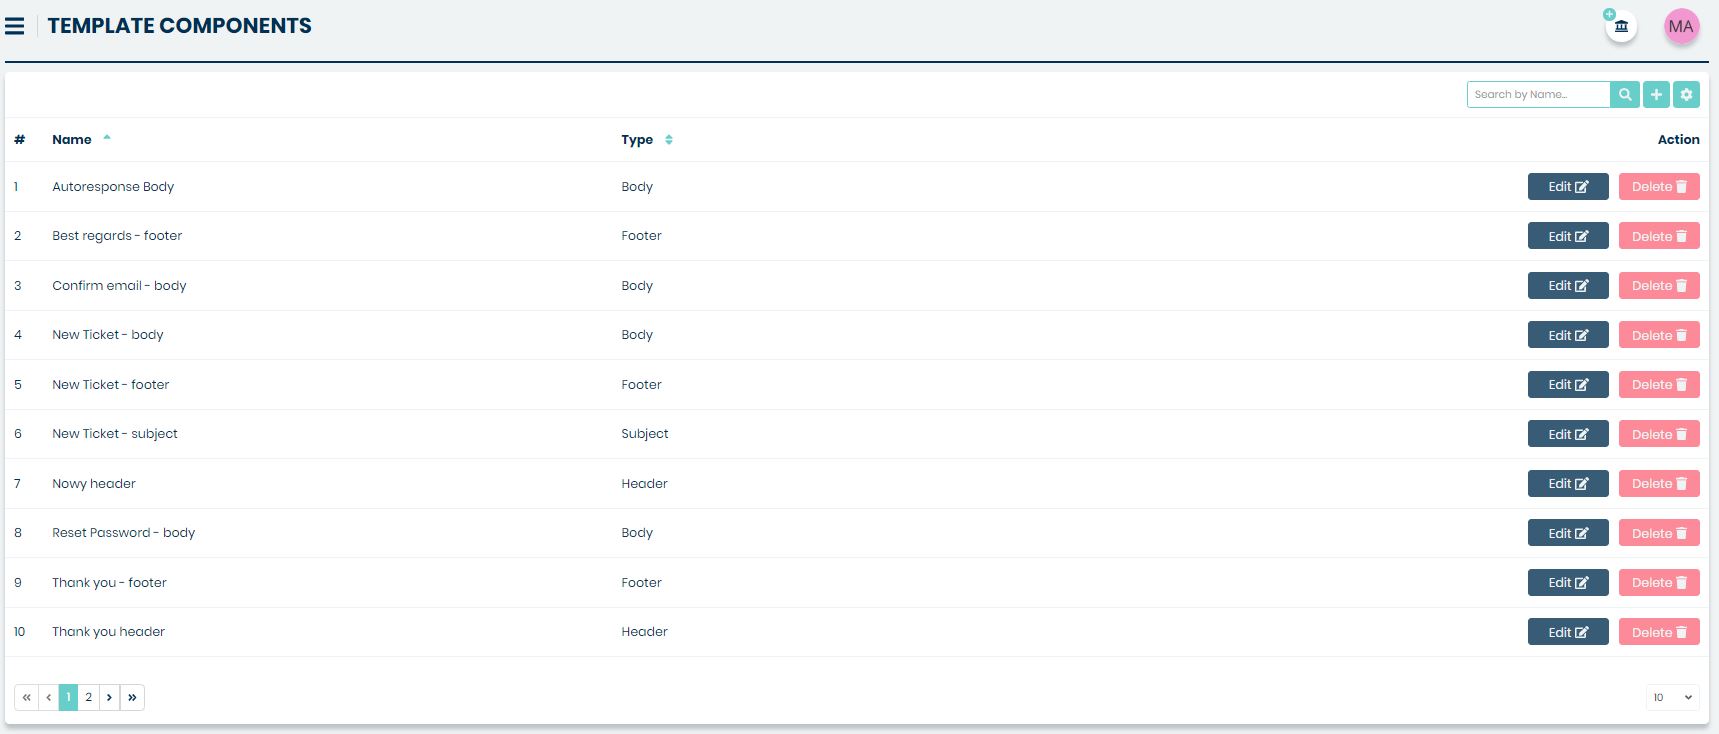 TEMPLATE COMPONENTS
MA
Search by Name...
# Name Type Action
1 Autoresponse Body Body Edit Delete
2 Best regards - footer Footer Edit Delete
3 Confirm email - body Body Edit Delete
4 New Ticket - body Body Edit Delete
5 New Ticket - footer Footer Edit Delete
6 New Ticket - subject Subject Edit Delete
7 Nowy header Header Edit Delete
8 Reset Password - body Body Edit Delete
9 Thank you - footer Footer Edit Delete
10 Thank you header Header Edit Delete
« ‹ 1 2 › » 10